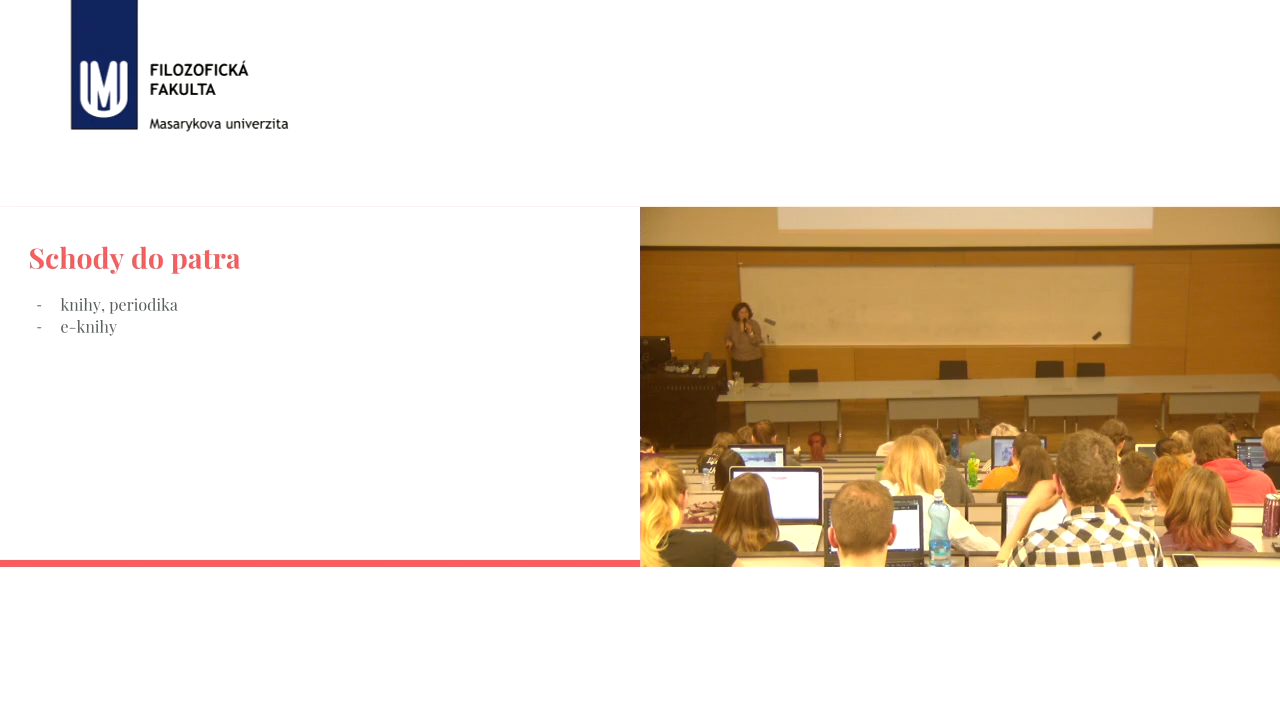 FILOZOFICKÁ
FAKULTA
Masarykova univerzita
Schody do patra
- knihy, periodika
- e-knihy